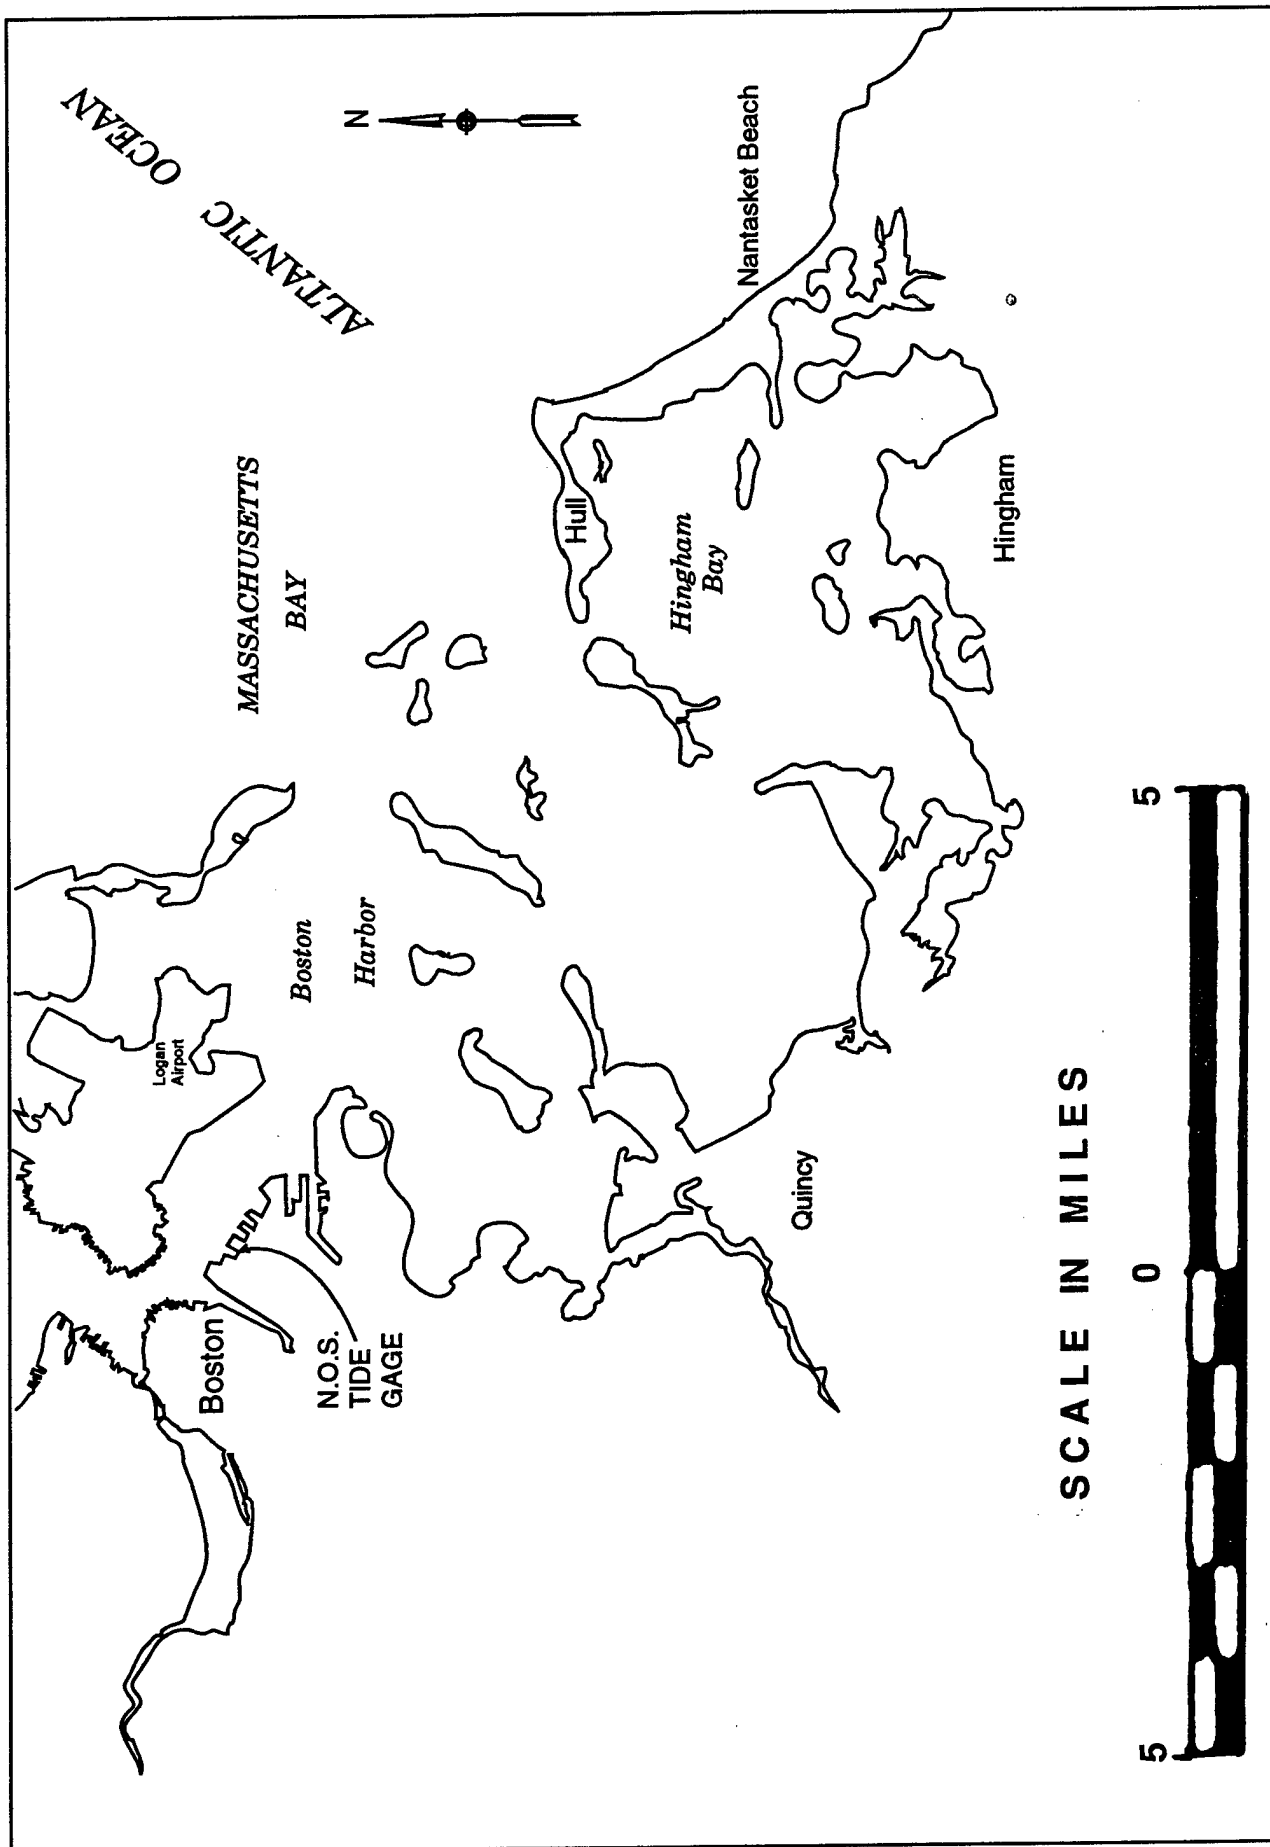 ALTANTIC OCEAN
N
MASSACHUSETTS
BAY
Nantasket Beach
Logan
Airport
Boston
Harbor
Hull
Hingham
Bay
Boston
N.O.S.
TIDE
GAGE
Quincy
Hingham
SCALE IN MILES
5 0 5